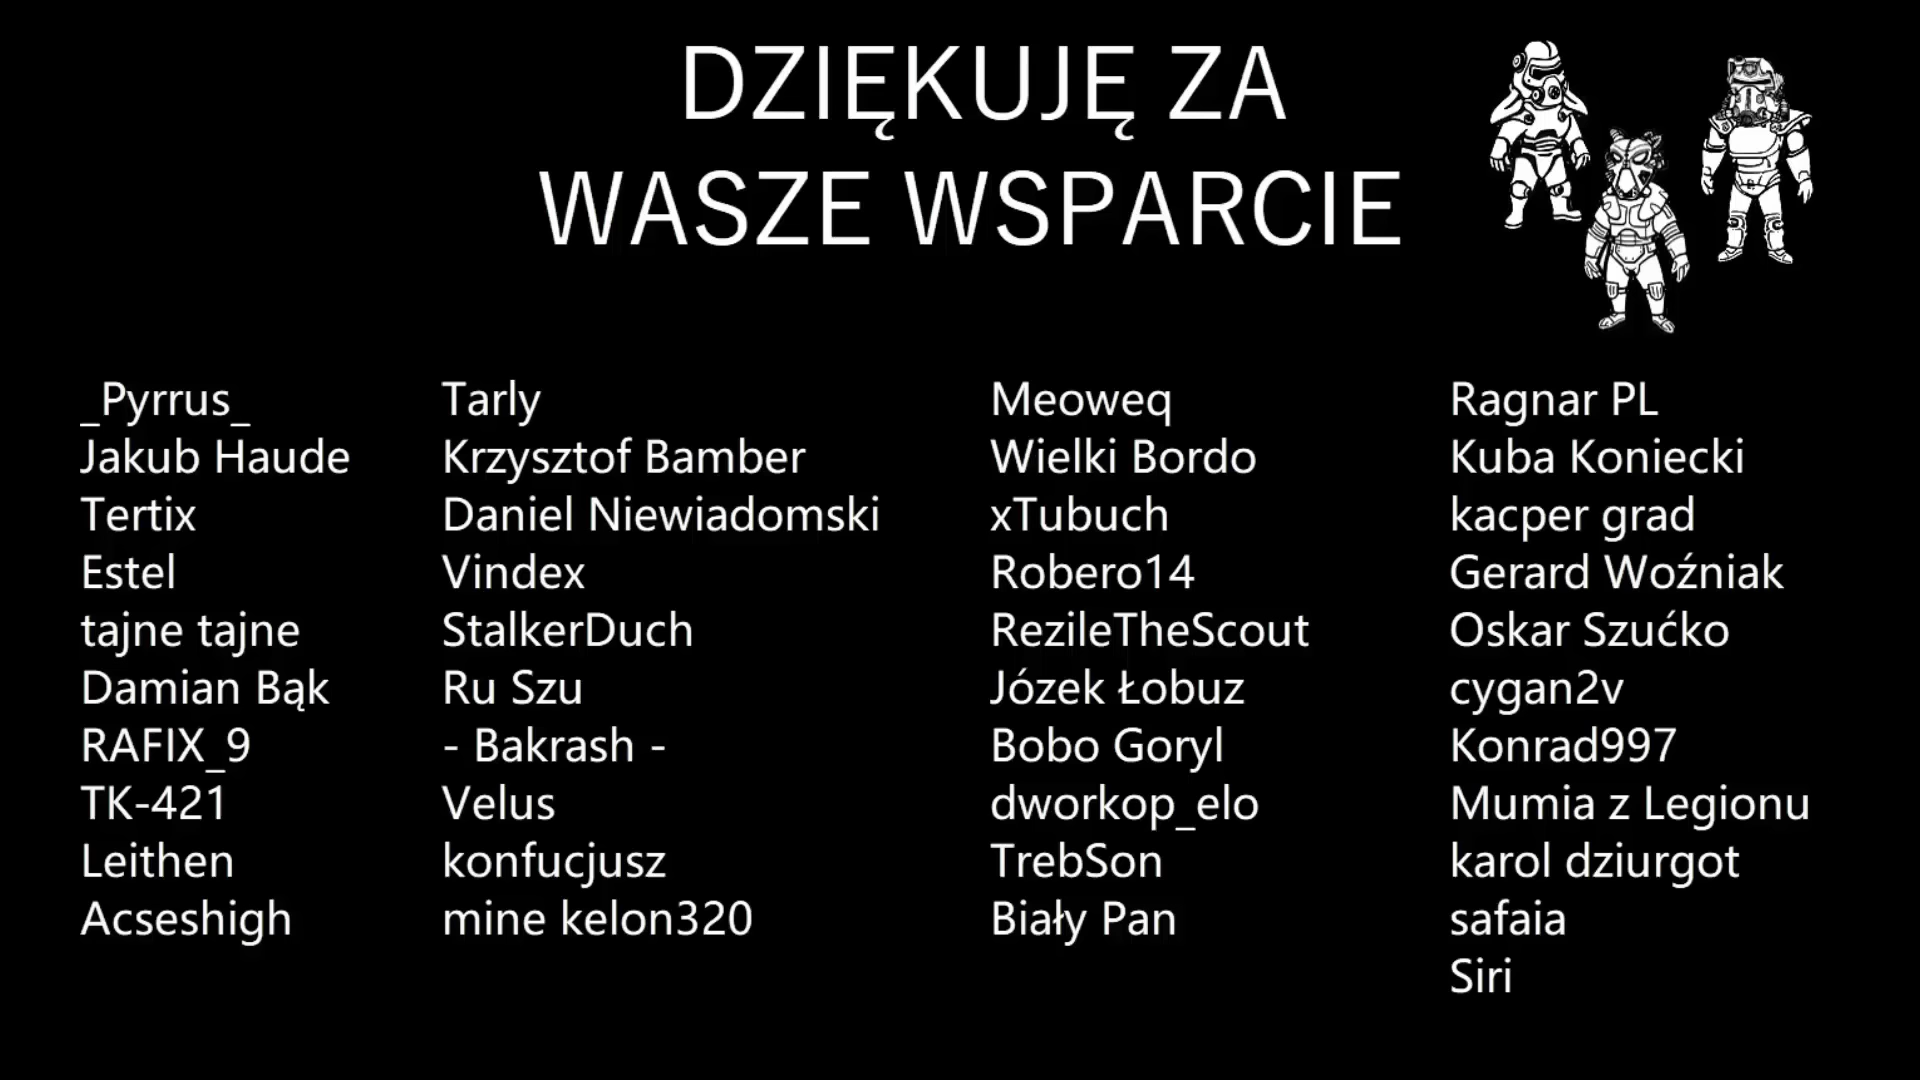 DZIĘKUJĘ ZA
WASZE WSPARCIE
_Pyrrus_
Jakub Haude
Tertix
Estel
tajne tajne
Damian Bąk
RAFIX_9
TK-421
Leithen
Acseshigh
Tarly
Krzysztof Bamber
Daniel Niewiadomski
Vindex
StalkerDuch
Ru Szu
- Bakrash -
Velus
konfucjusz
mine kelon320
Meoweq
Wielki Bordo
xTubuch
Robero14
RezileTheScout
Józek Łobuz
Bobo Goryl
dworkop_elo
TrebSon
Biały Pan
Ragnar PL
Kuba Koniecki
kacper grad
Gerard Woźniak
Oskar Szućko
cygan2v
Konrad997
Mumia z Legionu
karol dziurgot
safaia
Siri